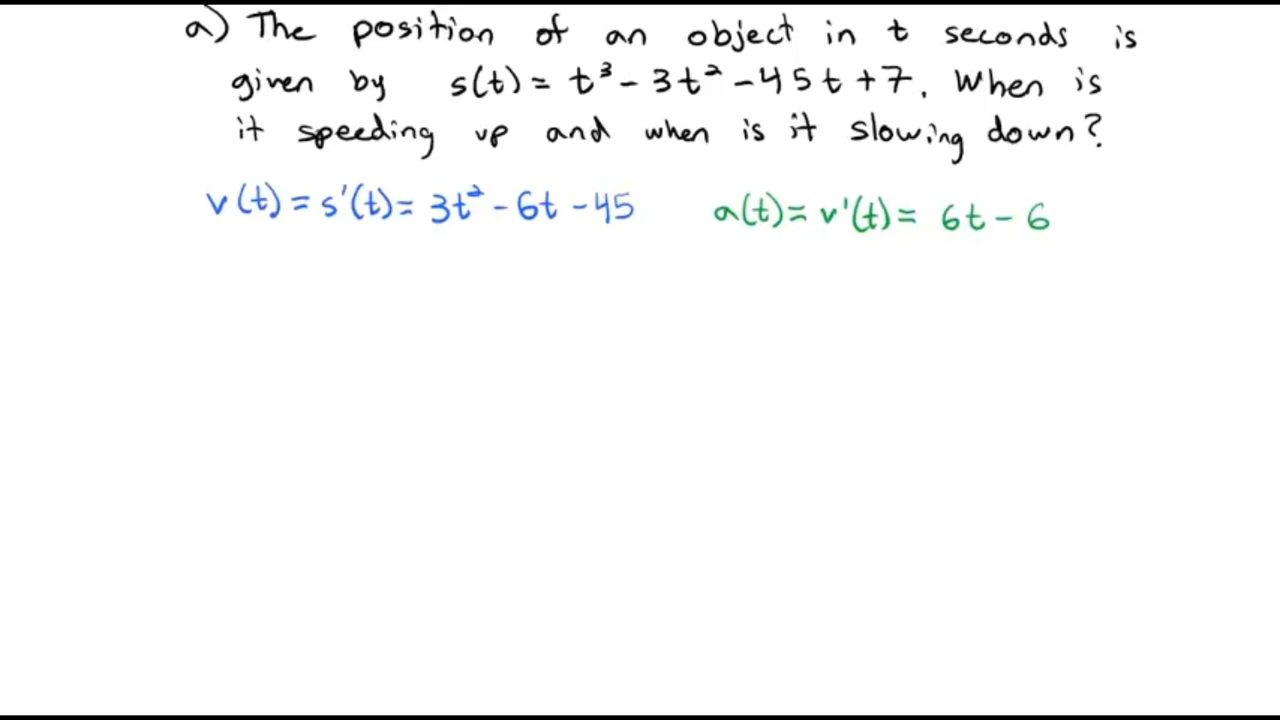 a) The position of an object in t seconds is
given by s(t) = t³ - 3t² - 45t + 7. When is
it speeding up and when is it slowing down?
v(t) = s'(t) = 3t² - 6t - 45 a(t) = v'(t) = 6t - 6